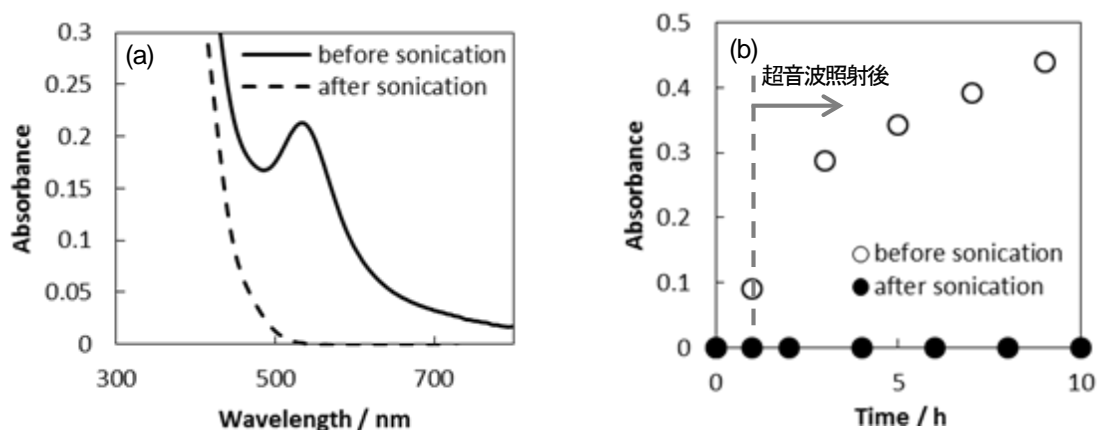 (a)
before sonication
after sonication
0.3
0.25
0.2
0.15
0.1
0.05
0
300
500
700
Absorbance
Wavelength / nm
(b)
超音波照射後
before sonication
after sonication
0.5
0.4
0.3
0.2
0.1
0
0
5
10
Absorbance
Time / h